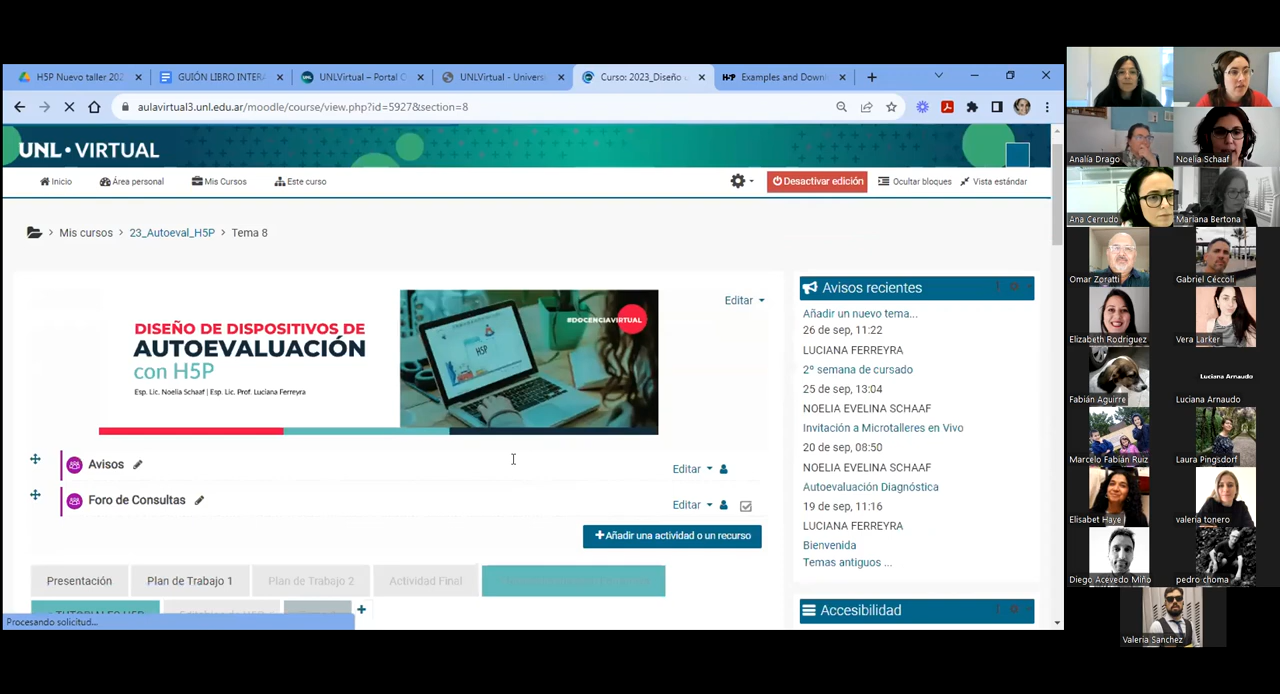 H5P Nuevo taller 202
GUIÓN LIBRO INTERA
UNLVirtual – Portal O
UNLVirtual - Univers
Curso: 2023_Diseño
H-P Examples and Down
aulavirtual3.unl.edu.ar/moodle/course/view.php?id=5927&section=8
UNL • VIRTUAL
Inicio
Área personal
Mis Cursos
Este curso
Desactivar edición
Ocultar bloques
Vista estándar
Mis cursos > 23_Autoeval_H5P > Tema 8
DISEÑO DE DISPOSITIVOS DE
AUTOEVALUACIÓN
con H5P
Esp. Lic. Noelia Schaaf | Esp. Lic. Prof. Luciana Ferreyra
H5P
#DOCENCIAVIRTUAL
Editar
Avisos
Editar
Foro de Consultas
Editar
Añadir una actividad o un recurso
Presentación
Plan de Trabajo 1
Plan de Trabajo 2
Actividad Final
TUTORIALES H5P
Procesando solicitud...
Avisos recientes
Añadir un nuevo tema...
26 de sep, 11:22
LUCIANA FERREYRA
2º semana de cursado
25 de sep, 13:04
NOELIA EVELINA SCHAAF
Invitación a Microtalleres en Vivo
20 de sep, 08:50
NOELIA EVELINA SCHAAF
Autoevaluación Diagnóstica
19 de sep, 11:16
LUCIANA FERREYRA
Bienvenida
Temas antiguos ...
Accesibilidad
Analía Drago
Noelia Schaaf
Ana Cerrudo
Mariana Bertona
Omar Zoratti
Gabriel Céccoli
Elizabeth Rodriguez
Vera Larker
Fabián Aguirre
Luciana Arnaudo
Luciana Arnaudo
Marcelo Fabián Ruiz
Laura Pingsdorf
Elisabet Haye
valeria tonero
Diego Acevedo Miño
pedro choma
Valeria Sanchez